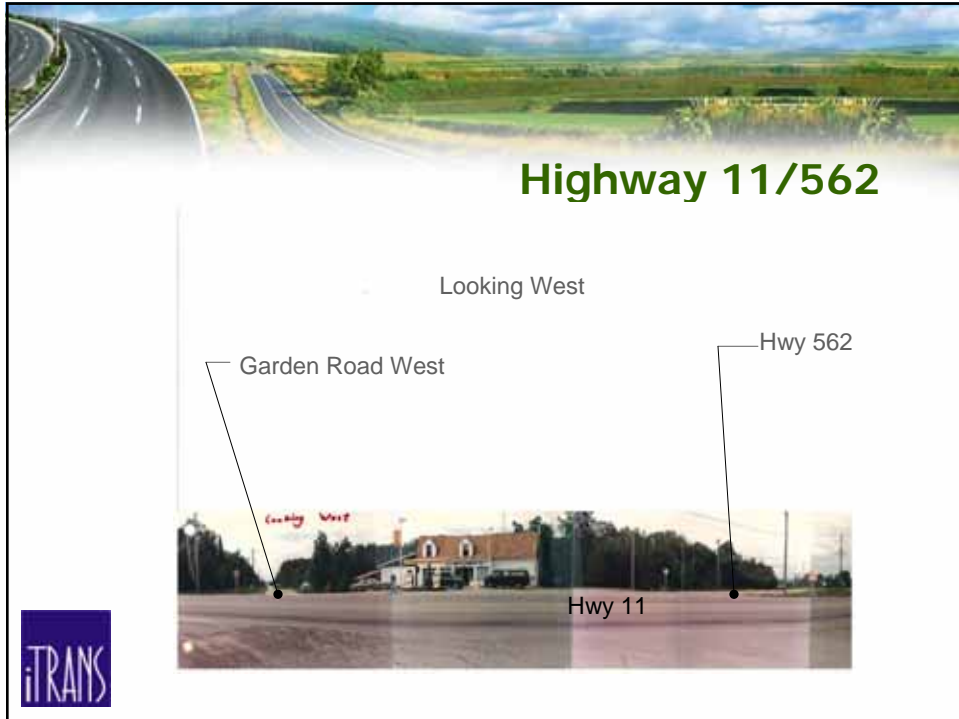 Highway 11/562
Looking West
Hwy 562
Garden Road West
Looking West
Hwy 11
iTRANS